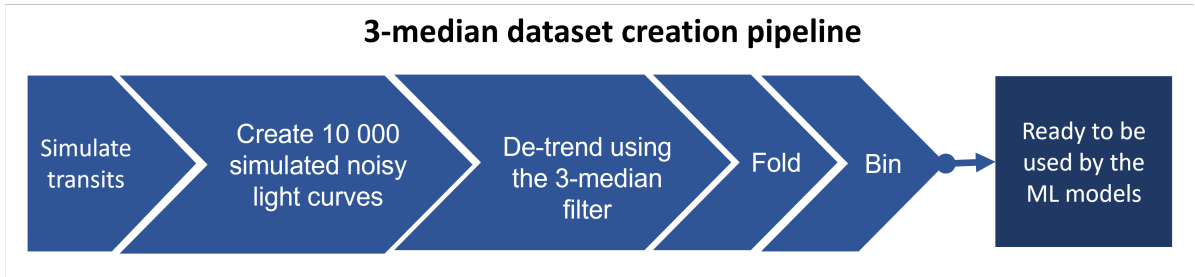 3-median dataset creation pipeline
Simulate
transits
Create 10 000
simulated noisy
light curves
De-trend using
the 3-median
filter
Fold
Bin
Ready to be
used by the
ML models